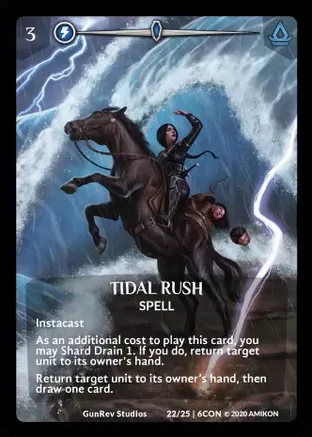 3
TIDAL RUSH
SPELL
Instacast
As an additional cost to play this card, you
may Shard Drain 1. If you do, return target
unit to its owner's hand.
Return target unit to its owner's hand, then
draw one card.
GunRev Studios 22/25 | 6CON © 2020 AMIKON